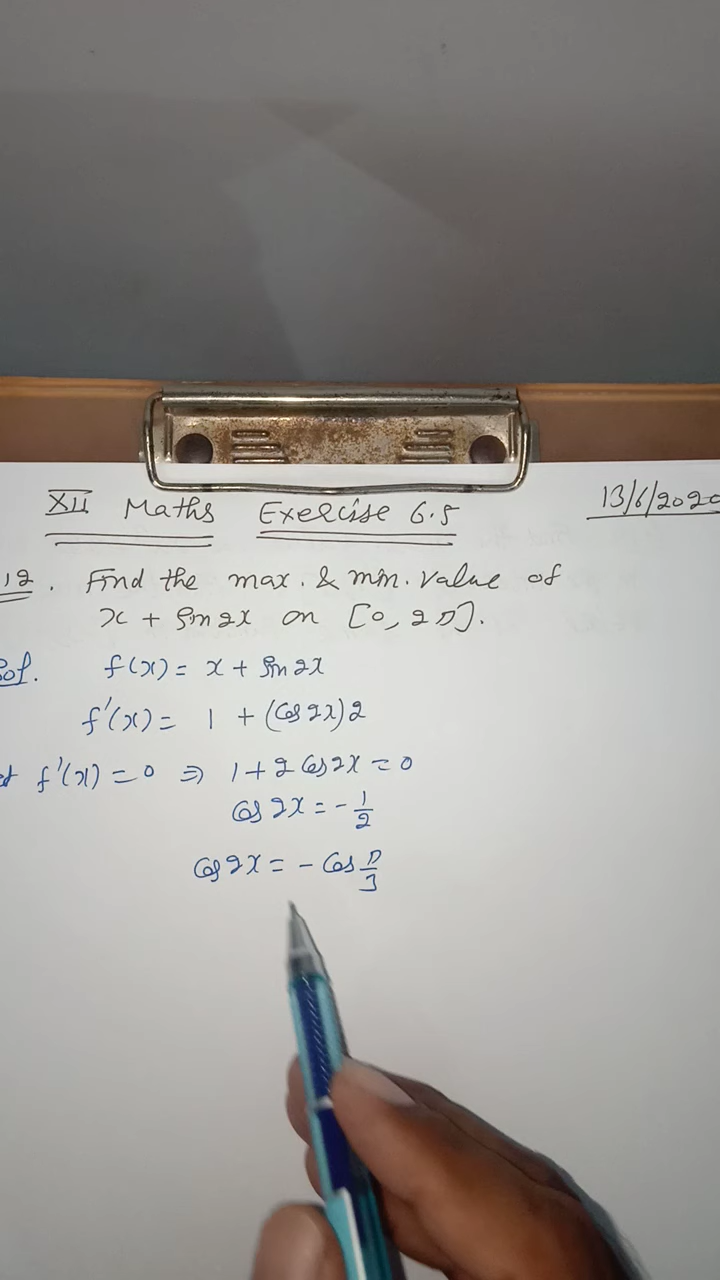 XII Maths Exercise 6.5 13/6/2020
12. Find the max. & min. value of
x + sin 2x on [0, 2π].
Sol. f(x) = x + sin 2x
f'(x) = 1 + (cos 2x) 2
f'(x) = 0 ⇒ 1 + 2 cos 2x = 0
cos 2x = - 1/2
cos 2x = - cos π/3